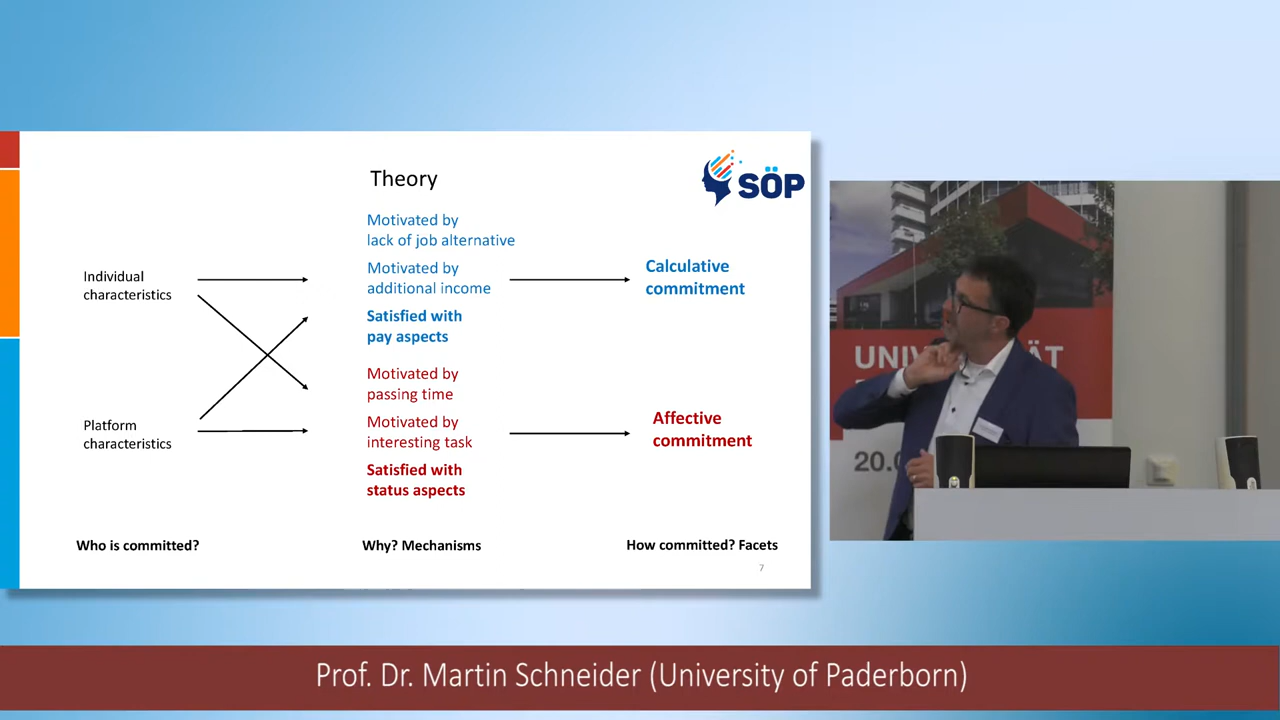 Theory
SÖP
Motivated by
lack of job alternative
Motivated by
additional income
Satisfied with
pay aspects
Motivated by
passing time
Motivated by
interesting task
Satisfied with
status aspects
Individual
characteristics
Platform
characteristics
Calculative
commitment
Affective
commitment
Who is committed?
Why? Mechanisms
How committed? Facets
7
20.0
Prof. Dr. Martin Schneider (University of Paderborn)